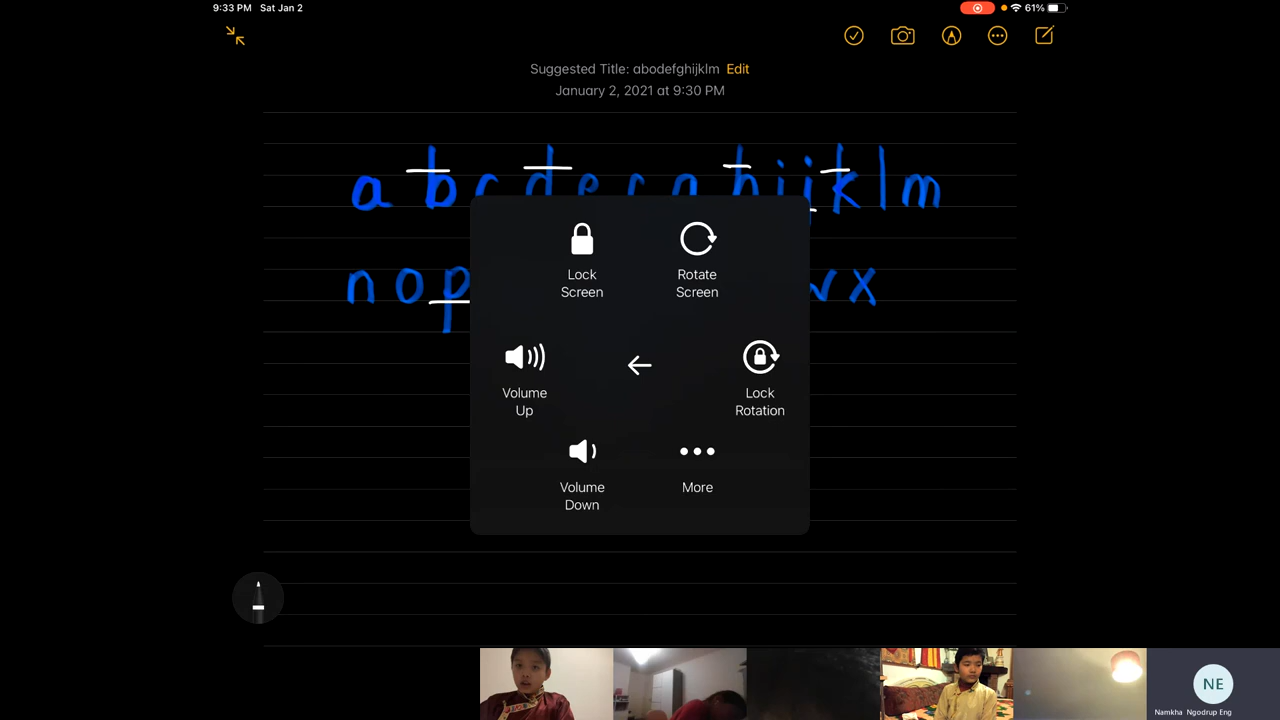 9:33 PM Sat Jan 2 61%
Suggested Title: abodefghijklm Edit
January 2, 2021 at 9:30 PM
a b c d e f g h i j k l m
n o p v x
Lock Screen
Rotate Screen
Volume Up
Lock Rotation
Volume Down
More
NE
Namkha Ngodrup Eng